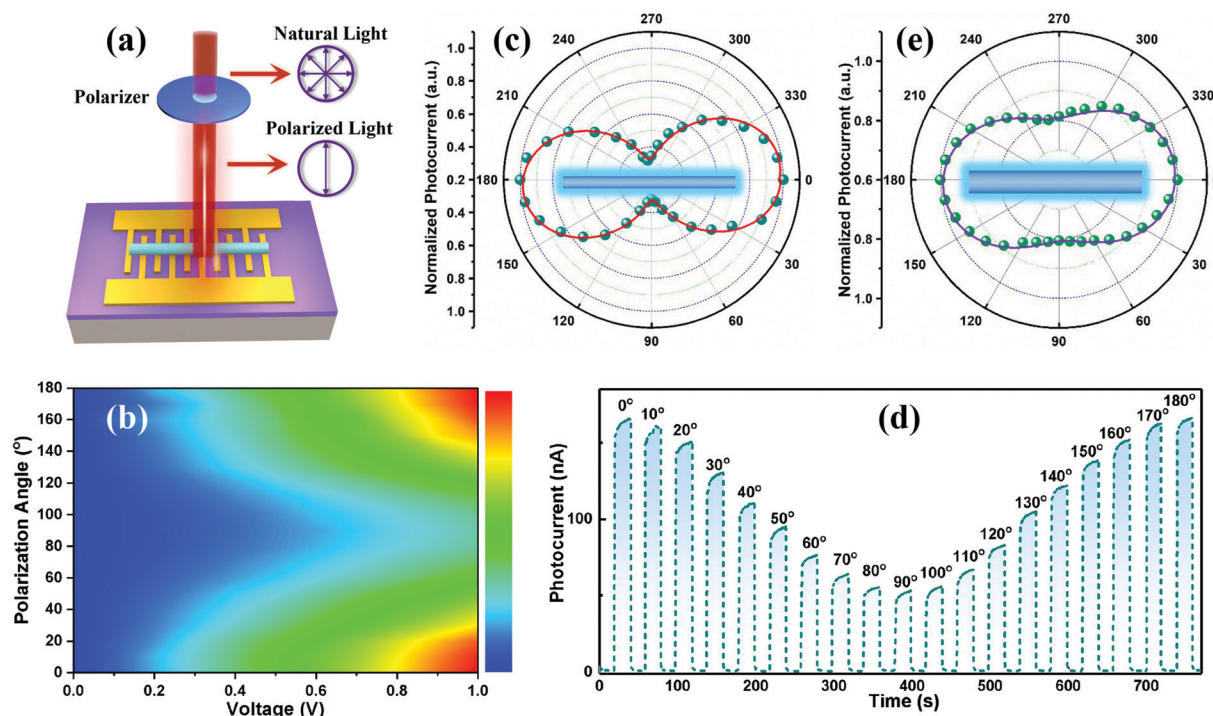 (a)
Natural Light
Polarizer
Polarized Light
(c)
Normalized Photocurrent (a.u.)
1.0
0.8
0.6
0.4
0.2
0.4
0.6
0.8
1.0
270
240
300
210
330
180
0
150
30
120
60
90
(e)
Normalized Photocurrent (a.u.)
1.0
0.8
0.6
0.8
1.0
270
240
300
210
330
180
0
150
30
120
60
90
(b)
Polarization Angle (°)
180
160
140
120
100
80
60
40
20
0
0.0 0.2 0.4 0.6 0.8 1.0
Voltage (V)
(d)
Photocurrent (nA)
100
0
0° 10° 20° 30° 40° 50° 60° 70° 80° 90° 100° 110° 120° 130° 140° 150° 160° 170° 180°
0 100 200 300 400 500 600 700
Time (s)